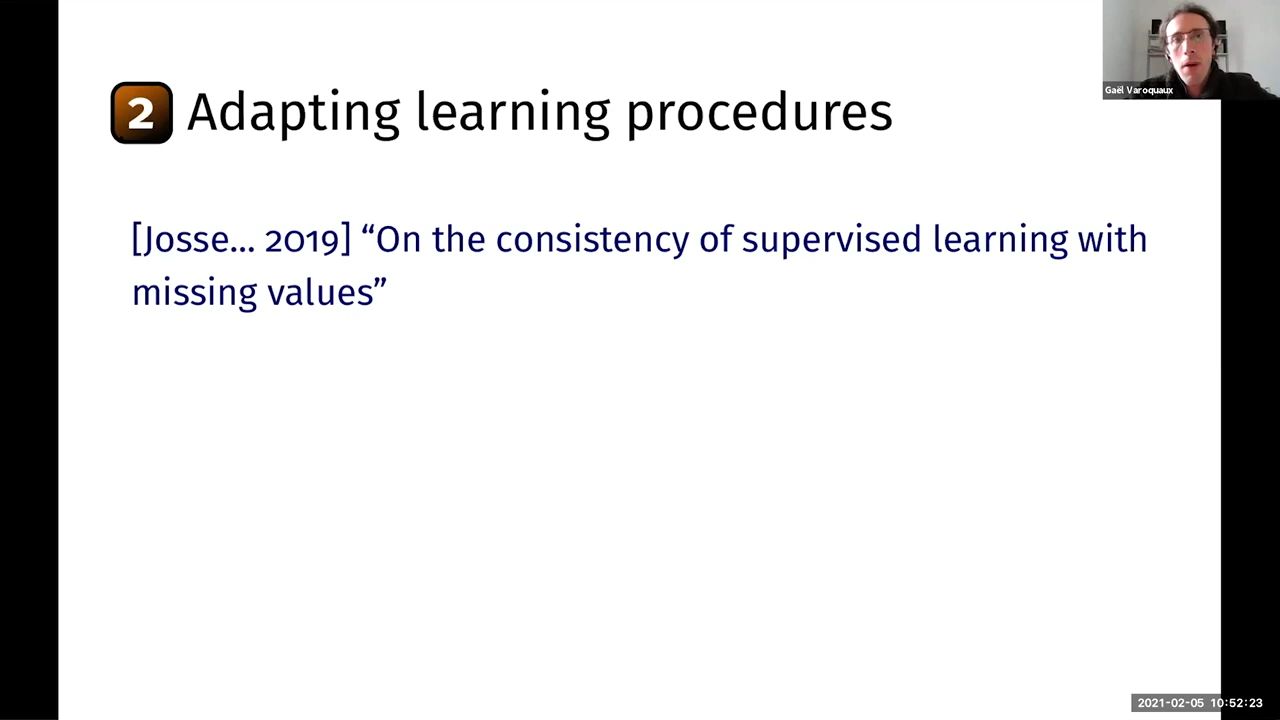 Gaël Varoquaux
2 Adapting learning procedures
[Josse... 2019] “On the consistency of supervised learning with
missing values”
2021-02-05 10:52:23